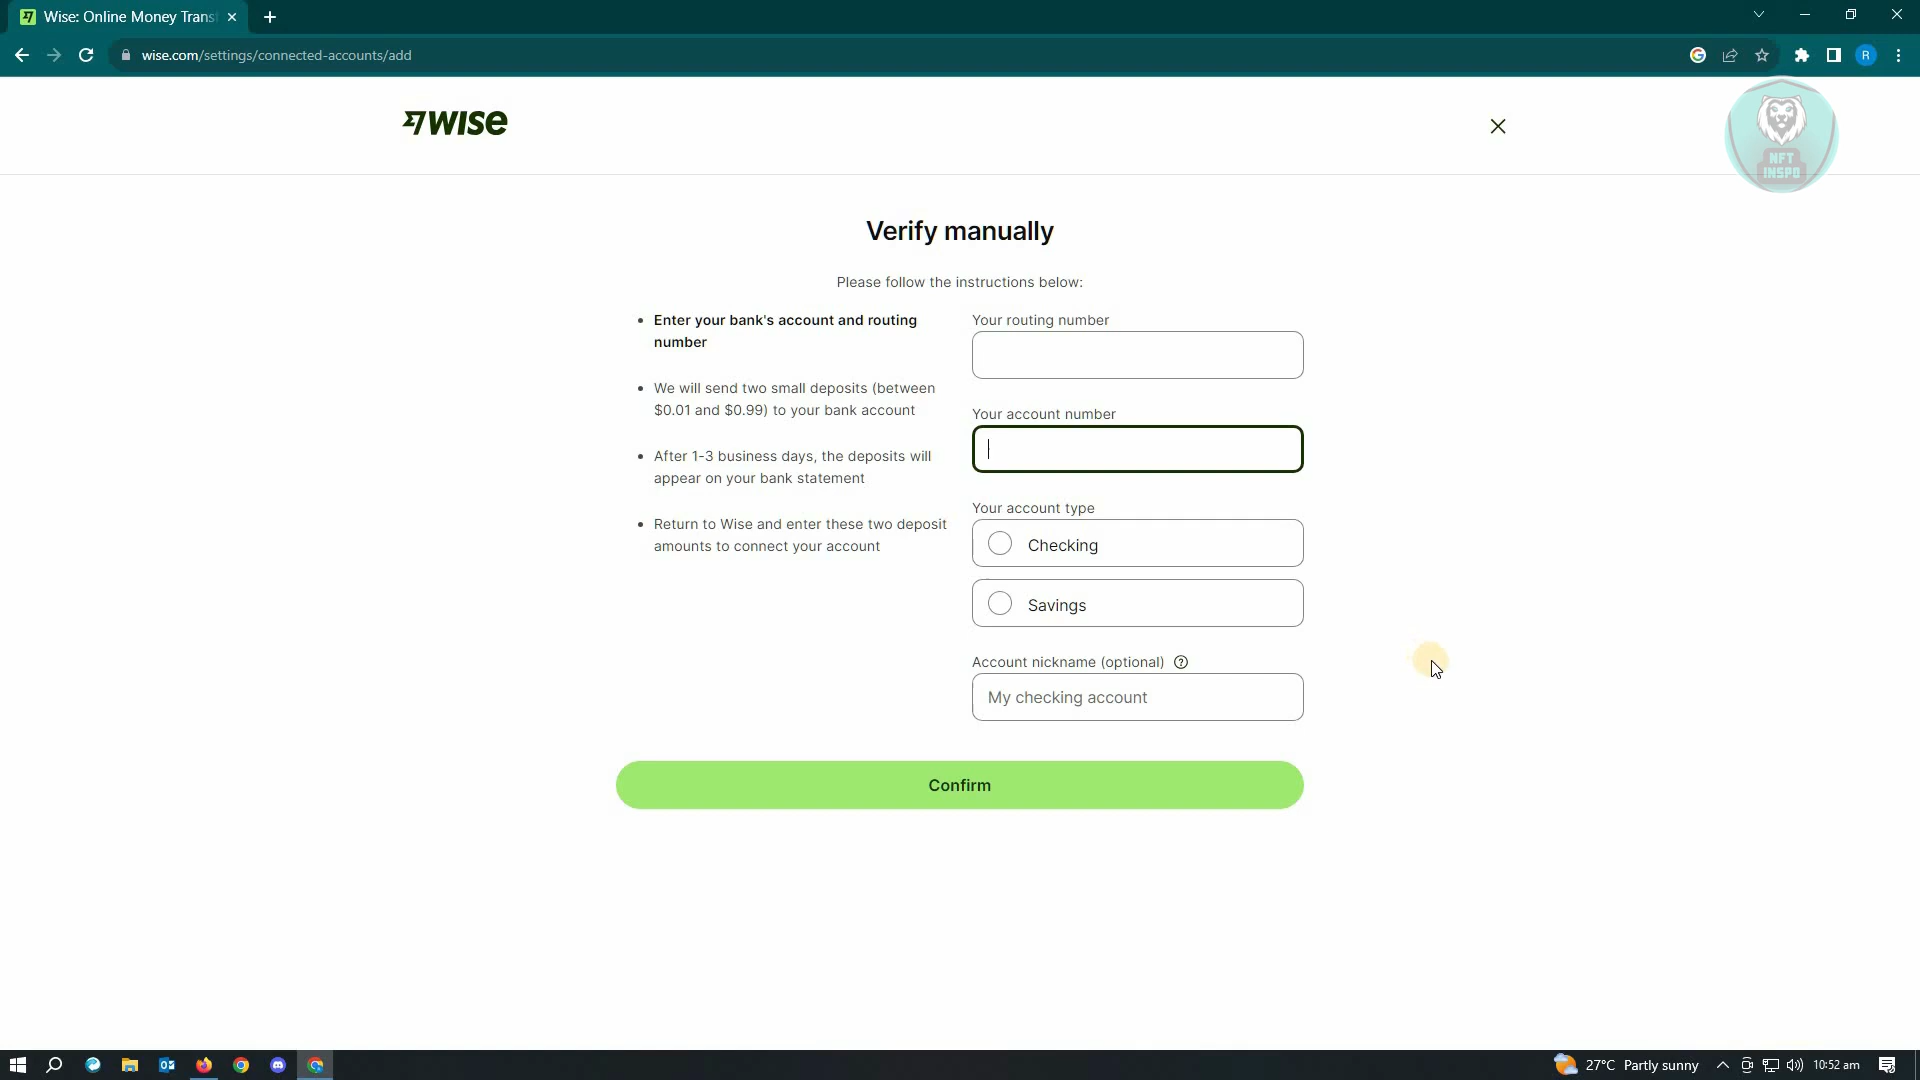 Wise: Online Money Trans
wise.com/settings/connected-accounts/add
R
WISE
NFT
INSPO
Verify manually
Please follow the instructions below:
• Enter your bank's account and routing
number
• We will send two small deposits (between
$0.01 and $0.99) to your bank account
• After 1-3 business days, the deposits will
appear on your bank statement
• Return to Wise and enter these two deposit
amounts to connect your account
Your routing number
Your account number
Your account type
Checking
Savings
Account nickname (optional)
My checking account
Confirm
27°C Partly sunny
10:52 am